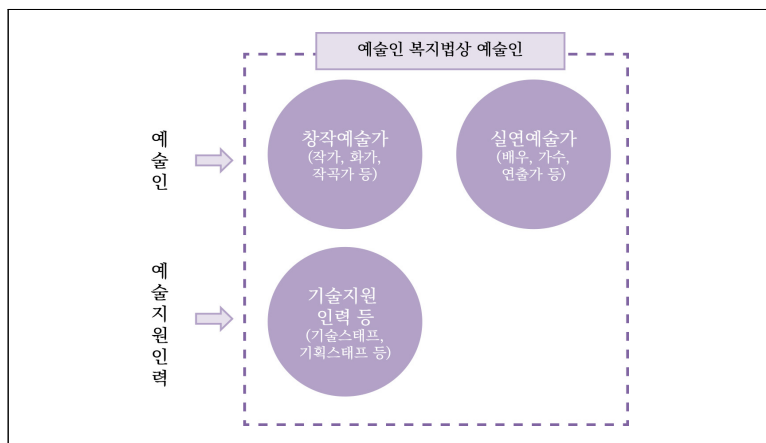 예술인 복지법상 예술인
예술인
창작예술가
(작가, 화가,
작곡가 등)
실연예술가
(배우, 가수,
연출가 등)
예술지원인력
기술지원
인력 등
(기술스태프,
기획스태프 등)